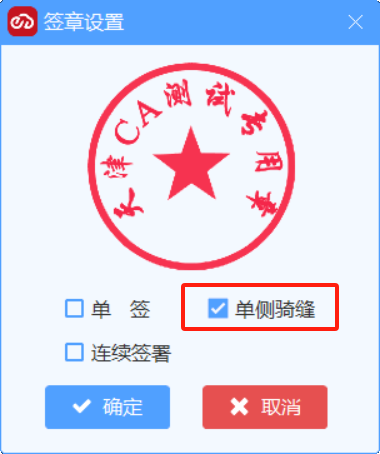 签章设置
天津CA测试专用章
单 签
单侧骑缝
连续签署
确定
取消